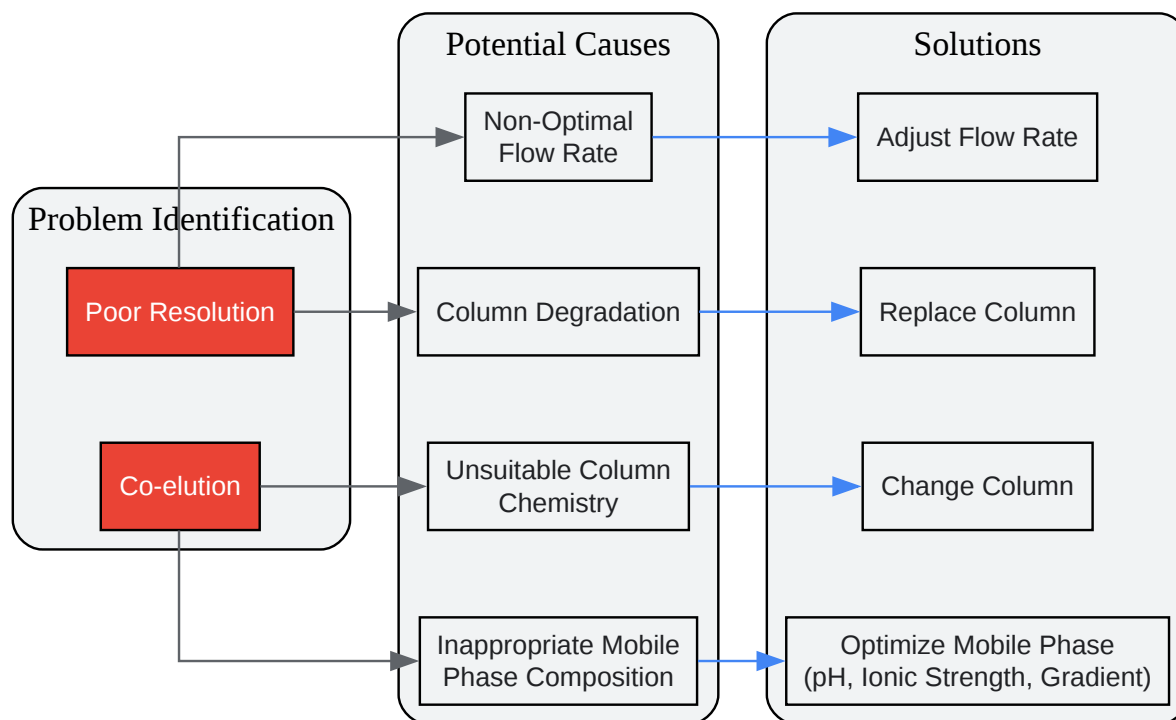 Potential Causes
Solutions
Non-Optimal
Flow Rate
Adjust Flow Rate
Problem Identification
Poor Resolution
Column Degradation
Replace Column
Co-elution
Unsuitable Column
Chemistry
Change Column
Inappropriate Mobile
Phase Composition
Optimize Mobile Phase
(pH, Ionic Strength, Gradient)